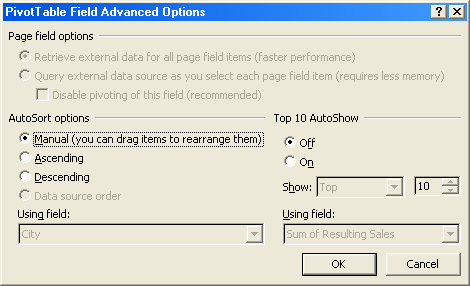 PivotTable Field Advanced Options
Page field options
Retrieve external data for all page field items (faster performance)
Query external data source as you select each page field item (requires less memory)
Disable pivoting of this field (recommended)
AutoSort options
Manual (you can drag items to rearrange them)
Ascending
Descending
Data source order
Using field:
City
Top 10 AutoShow
Off
On
Show: Top 10
Using field:
Sum of Resulting Sales
OK Cancel